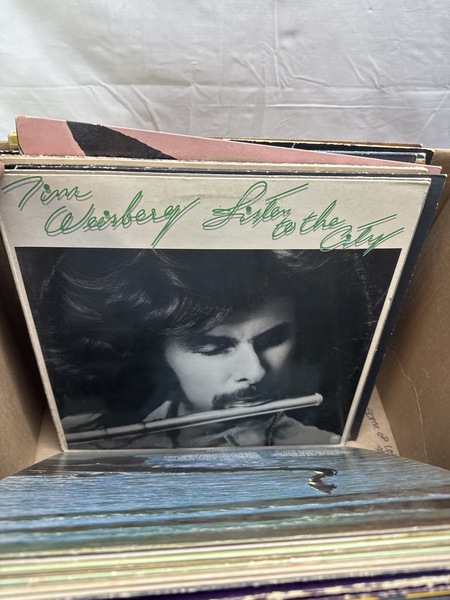 Tim Weisberg Listen to the City